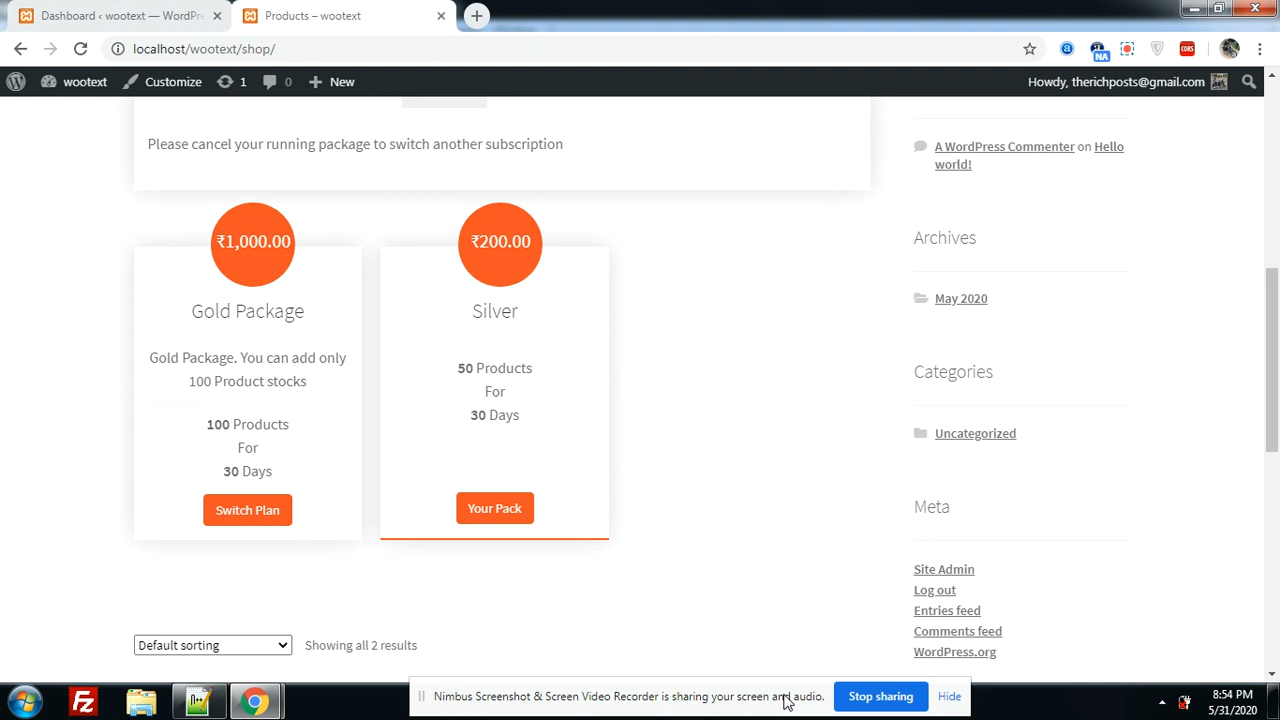 Dashboard ‹ wootext — WordPre
Products – wootext
localhost/wootext/shop/
NA
CORS
wootext
Customize
1
0
New
Howdy, therichposts@gmail.com
Please cancel your running package to switch another subscription
₹1,000.00
Gold Package
Gold Package. You can add only
100 Product stocks
100 Products
For
30 Days
Switch Plan
₹200.00
Silver
50 Products
For
30 Days
Your Pack
Default sorting
Showing all 2 results
A WordPress Commenter on Hello
world!
Archives
May 2020
Categories
Uncategorized
Meta
Site Admin
Log out
Entries feed
Comments feed
WordPress.org
Nimbus Screenshot & Screen Video Recorder is sharing your screen and audio.
Stop sharing
Hide
8:54 PM
5/31/2020